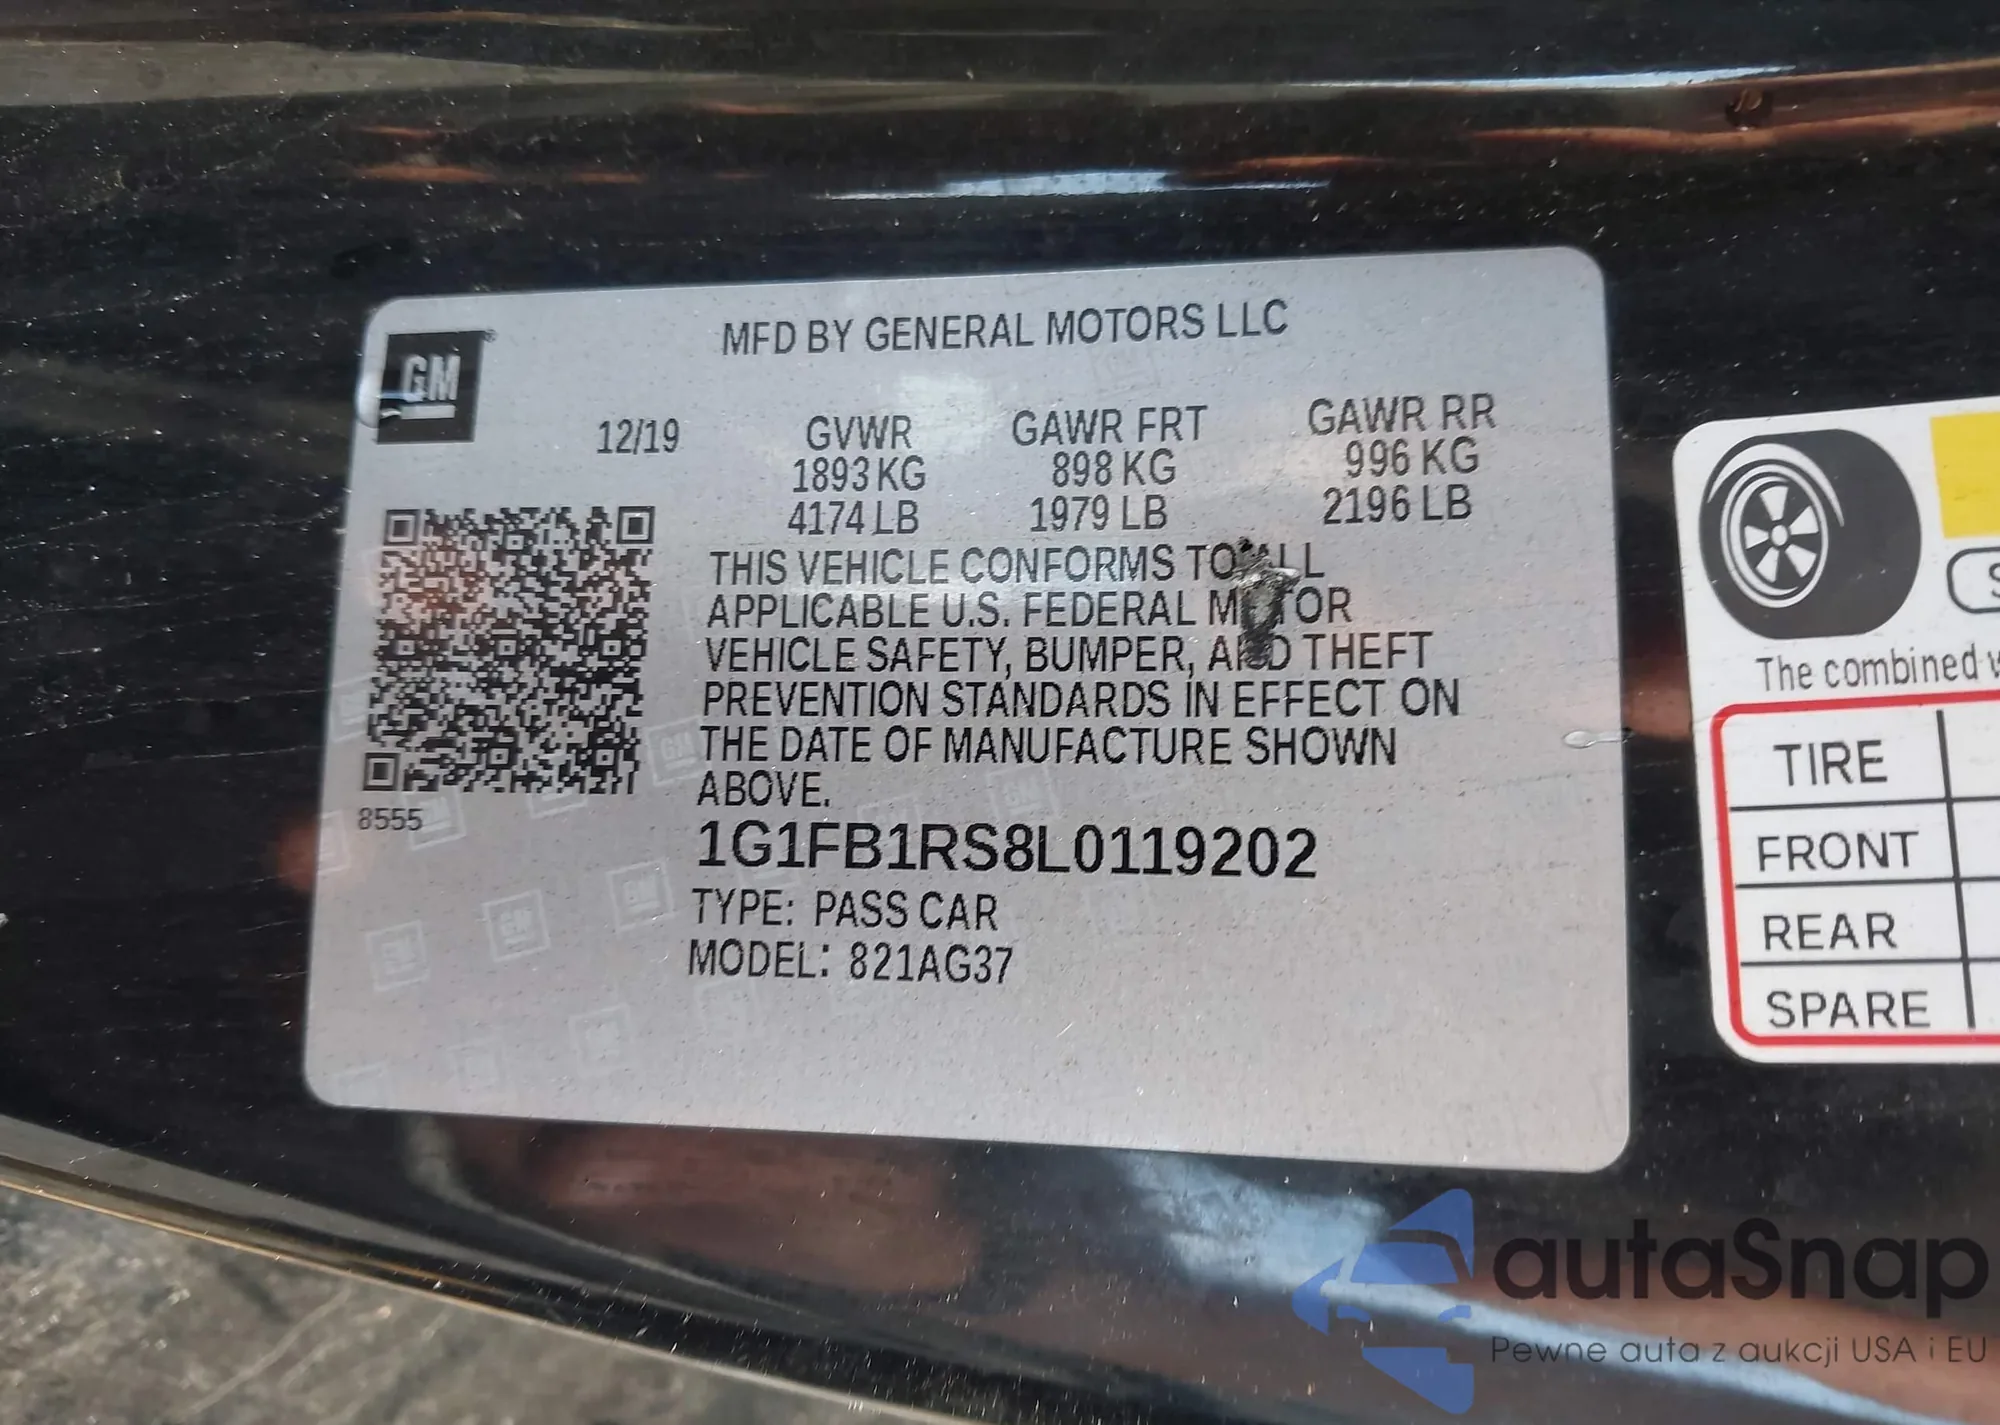 GM
MFD BY GENERAL MOTORS LLC
12/19 GVWR GAWR FRT GAWR RR
1893 KG 898 KG 996 KG
4174 LB 1979 LB 2196 LB
THIS VEHICLE CONFORMS TO ALL
APPLICABLE U.S. FEDERAL MOTOR
VEHICLE SAFETY, BUMPER, AND THEFT
PREVENTION STANDARDS IN EFFECT ON
THE DATE OF MANUFACTURE SHOWN
ABOVE.
8555
1G1FB1RS8L0119202
TYPE: PASS CAR
MODEL: 821AG37
The combined
TIRE
FRONT
REAR
SPARE
autaSnap
Pewne auta z aukcji USA i EU